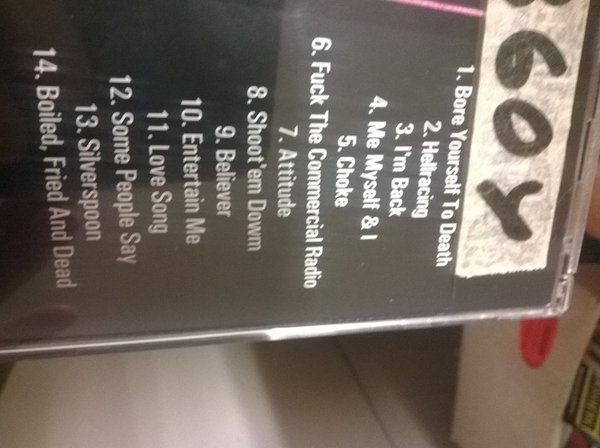 860Y
1. Bore Yourself To Death
2. Hellracing
3. I'm Back
4. Me Myself & I
5. Choke
6. Fuck The Commercial Radio
7. Attitude
8. Shoot'em Dowm
9. Believer
10. Entertain Me
11. Love Song
12. Some People Say
13. Silverspoon
14. Boiled, Fried And Dead